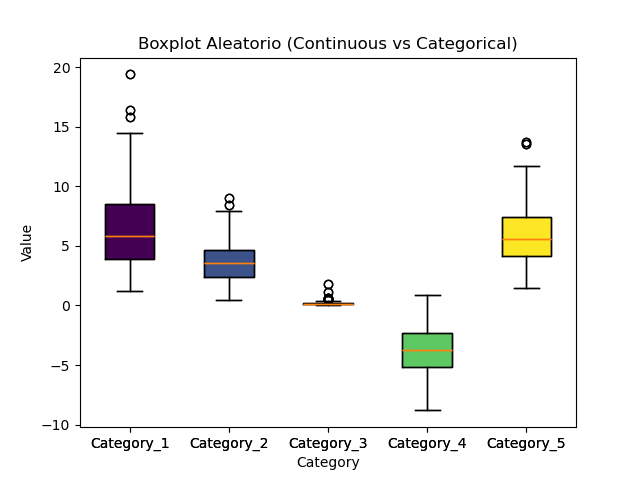 Boxplot Aleatorio (Continuous vs Categorical)
20
15
10
5
0
−5
−10
Value
Category_1 Category_2 Category_3 Category_4 Category_5
Category